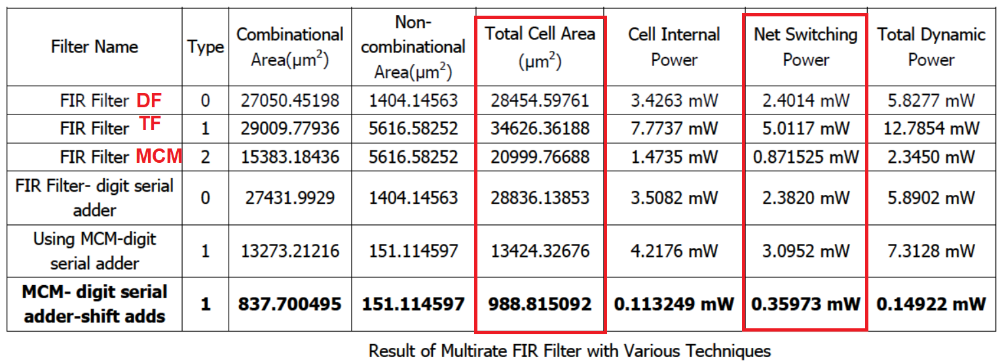 Filter Name Type Combinational Area(µm²) Non-combinational Area(µm²) Total Cell Area (µm²) Cell Internal Power Net Switching Power Total Dynamic Power
FIR Filter DF 0 27050.45198 1404.14563 28454.59761 3.4263 mW 2.4014 mW 5.8277 mW
FIR Filter TF 1 29009.77936 5616.58252 34626.36188 7.7737 mW 5.0117 mW 12.7854 mW
FIR Filter MCM 2 15383.18436 5616.58252 20999.76688 1.4735 mW 0.871525 mW 2.3450 mW
FIR Filter- digit serial adder 0 27431.9929 1404.14563 28836.13853 3.5082 mW 2.3820 mW 5.8902 mW
Using MCM-digit serial adder 1 13273.21216 151.114597 13424.32676 4.2176 mW 3.0952 mW 7.3128 mW
MCM- digit serial adder-shift adds 1 837.700495 151.114597 988.815092 0.113249 mW 0.35973 mW 0.14922 mW
Result of Multirate FIR Filter with Various Techniques